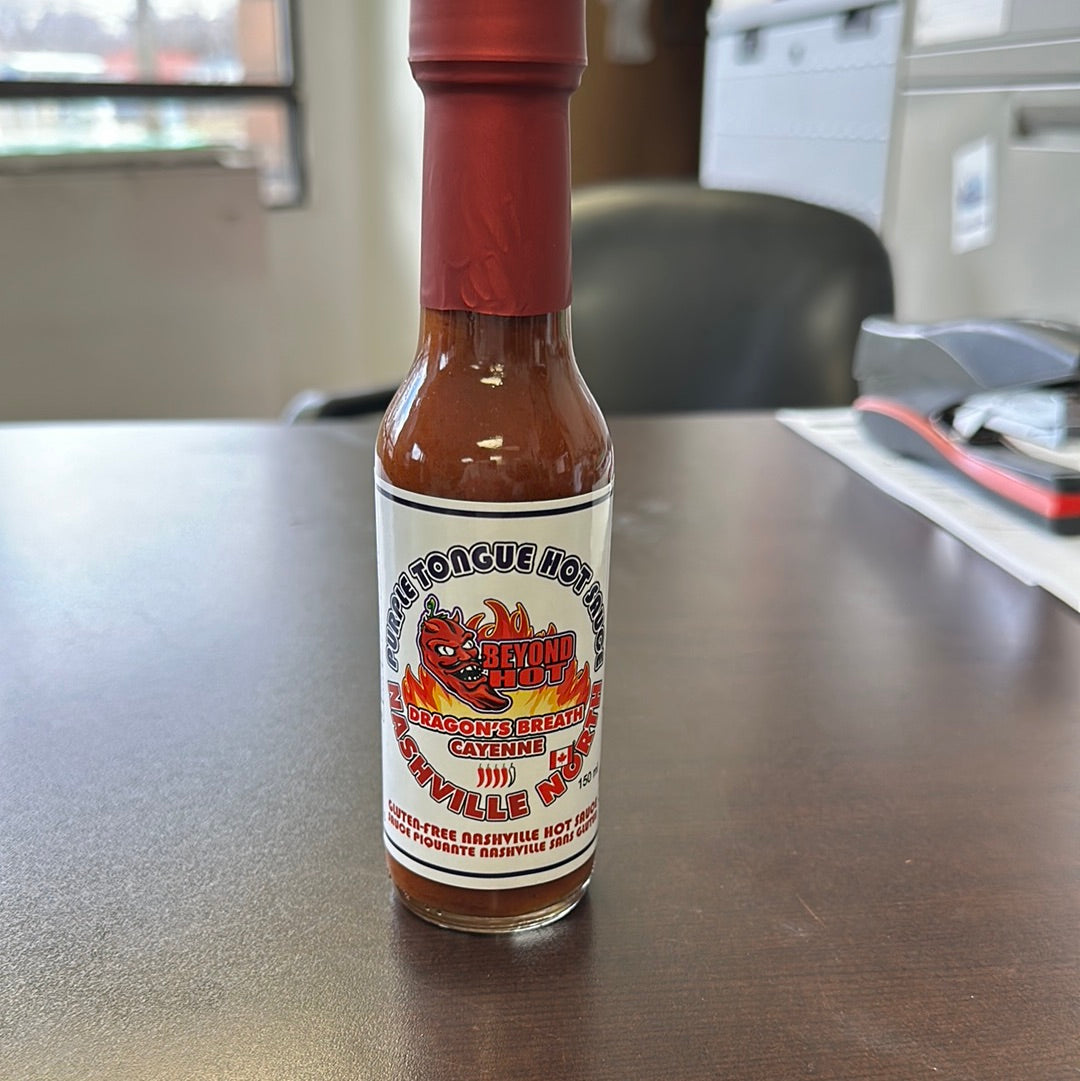 PURPLE TONGUE HOT SAUCE
BEYOND
HOT
DRAGON'S BREATH
CAYENNE
NASHVILLE NORTH
150 m
GLUTEN-FREE NASHVILLE HOT SAUCE
SAUCE PIQUANTE NASHVILLE SANS GLUTEN